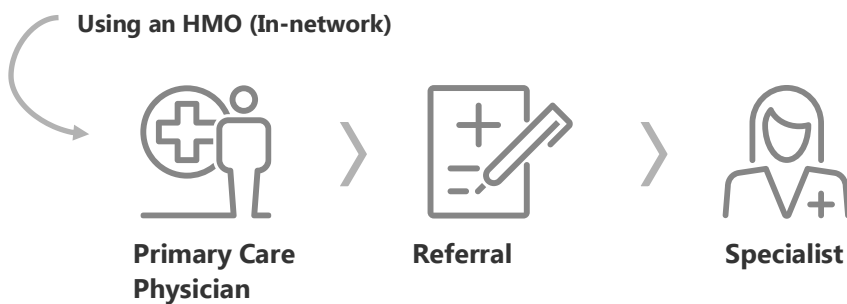 Using an HMO (In-network)
Primary Care
Physician
Referral
Specialist